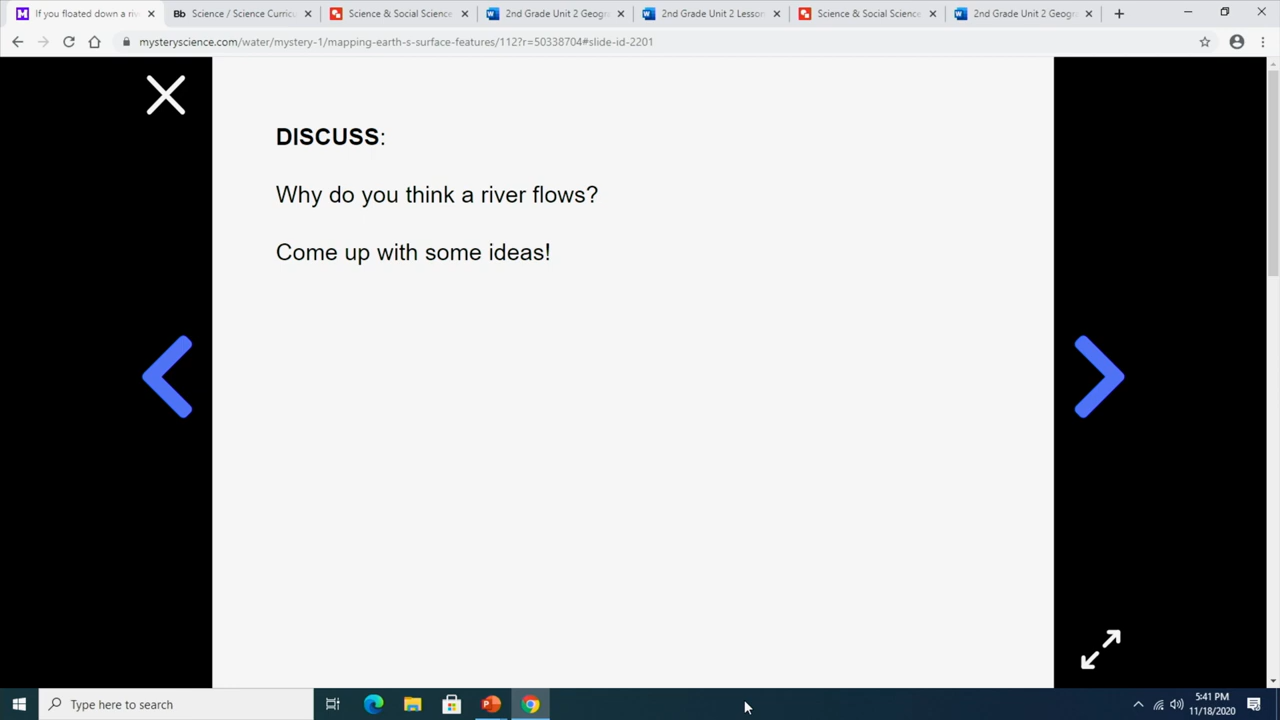 If you floated down a ri
Science / Science Curricu
Science & Social Science
2nd Grade Unit 2 Geogr
2nd Grade Unit 2 Lesson
Science & Social Science
2nd Grade Unit 2 Geogr
mysteryscience.com/water/mystery-1/mapping-earth-s-surface-features/112?r=50338704#slide-id-2201
DISCUSS:
Why do you think a river flows?
Come up with some ideas!
Type here to search
5:41 PM
11/18/2020